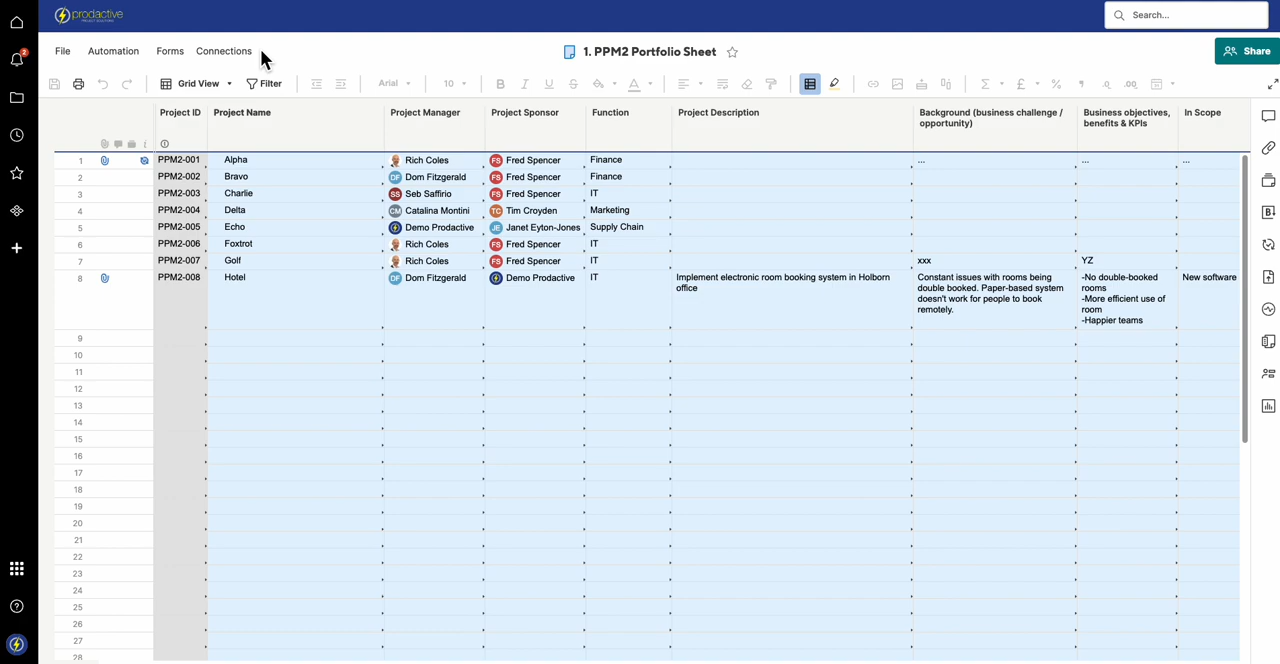 prodactive
PROJECT SOLUTIONS
Search...
2
File Automation Forms Connections
1. PPM2 Portfolio Sheet
Share
Grid View Filter Arial 10 B I U S A Σ £ % .0 .00
Project ID Project Name Project Manager Project Sponsor Function Project Description Background (business challenge / opportunity) Business objectives, benefits & KPIs In Scope
1 PPM2-001 Alpha Rich Coles FS Fred Spencer Finance ... ... ...
2 PPM2-002 Bravo DF Dom Fitzgerald FS Fred Spencer Finance
3 PPM2-003 Charlie SS Seb Saffirio FS Fred Spencer IT
4 PPM2-004 Delta CM Catalina Montini TC Tim Croyden Marketing
5 PPM2-005 Echo Demo Prodactive JE Janet Eyton-Jones Supply Chain
6 PPM2-006 Foxtrot Rich Coles FS Fred Spencer IT
7 PPM2-007 Golf Rich Coles FS Fred Spencer IT xxx YZ
8 PPM2-008 Hotel DF Dom Fitzgerald Demo Prodactive IT Implement electronic room booking system in Holborn office Constant issues with rooms being double booked. Paper-based system doesn't work for people to book remotely. -No double-booked rooms -More efficient use of room -Happier teams New software
9
10
11
12
13
14
15
16
17
18
19
20
21
22
23
24
25
26
27
28